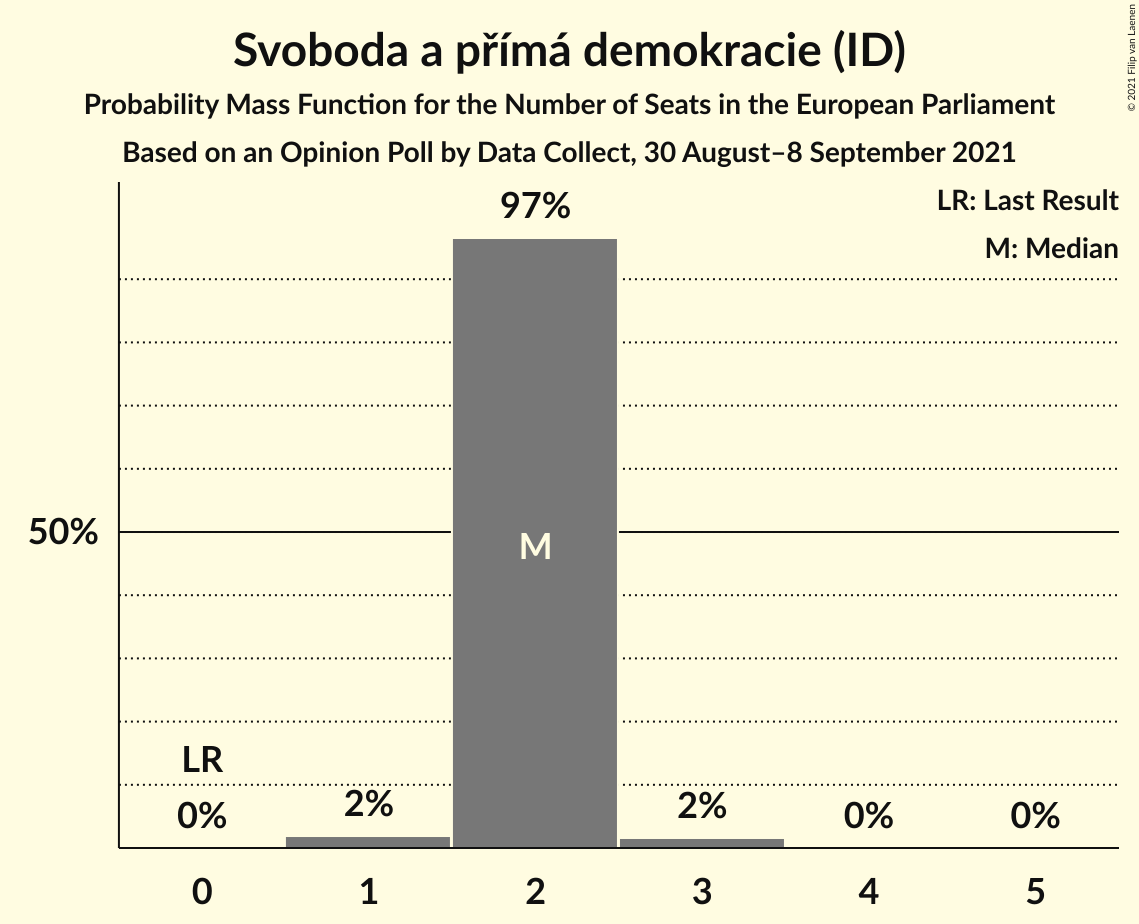 Svoboda a přímá demokracie (ID)
Probability Mass Function for the Number of Seats in the European Parliament
Based on an Opinion Poll by Data Collect, 30 August–8 September 2021
© 2021 Filip van Laenen
LR: Last Result
M: Median
97%
50%
M
LR
0%
2%
2%
0%
0%
0
1
2
3
4
5